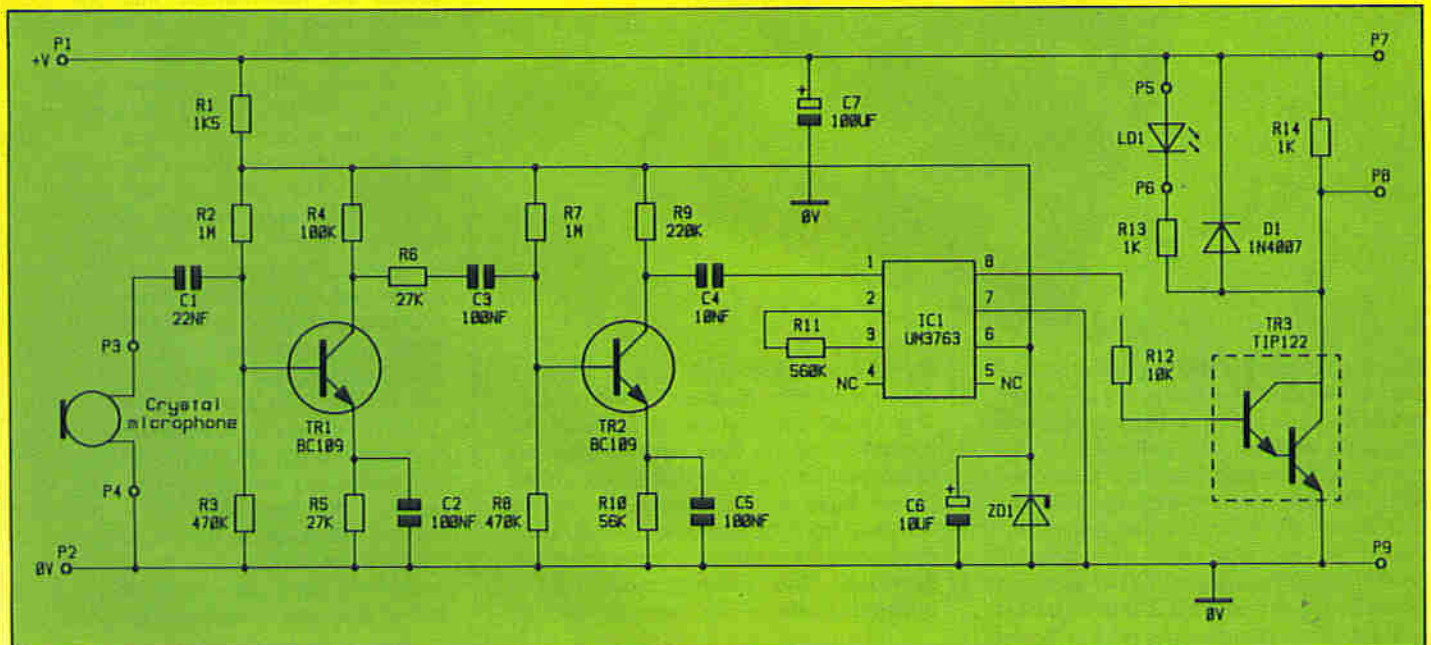 P1
+V
P7
R1
1K5
C7
100UF
+
P5
LD1
R14
1K
P6
P8
0V
R2
1M
R4
100K
R7
1M
R9
220K
R6
27K
C1
22NF
C3
100NF
C4
10NF
R13
1K
D1
1N4007
1
2
3
4
8
7
6
5
IC1
UM3763
R11
560K
NC
NC
R12
10K
TR3
TIP122
P3
Crystal
microphone
P4
TR1
BC109
TR2
BC109
R3
470K
R5
27K
C2
100NF
R8
470K
R10
56K
C5
100NF
C6
10UF
+
ZD1
P2
0V
P9
0V